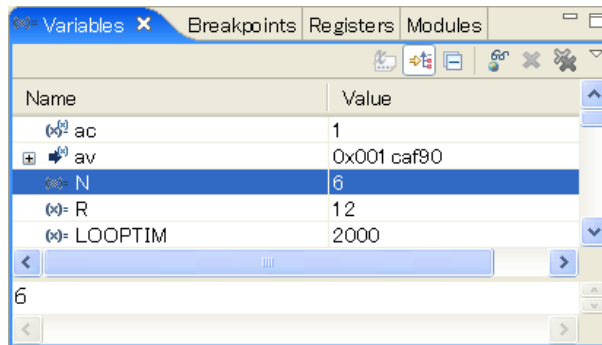 (x)= Variables Breakpoints Registers Modules
Name Value
(x)= ac 1
av 0x001caf90
(x)= N 6
(x)= R 12
(x)= LOOPTIM 2000
6